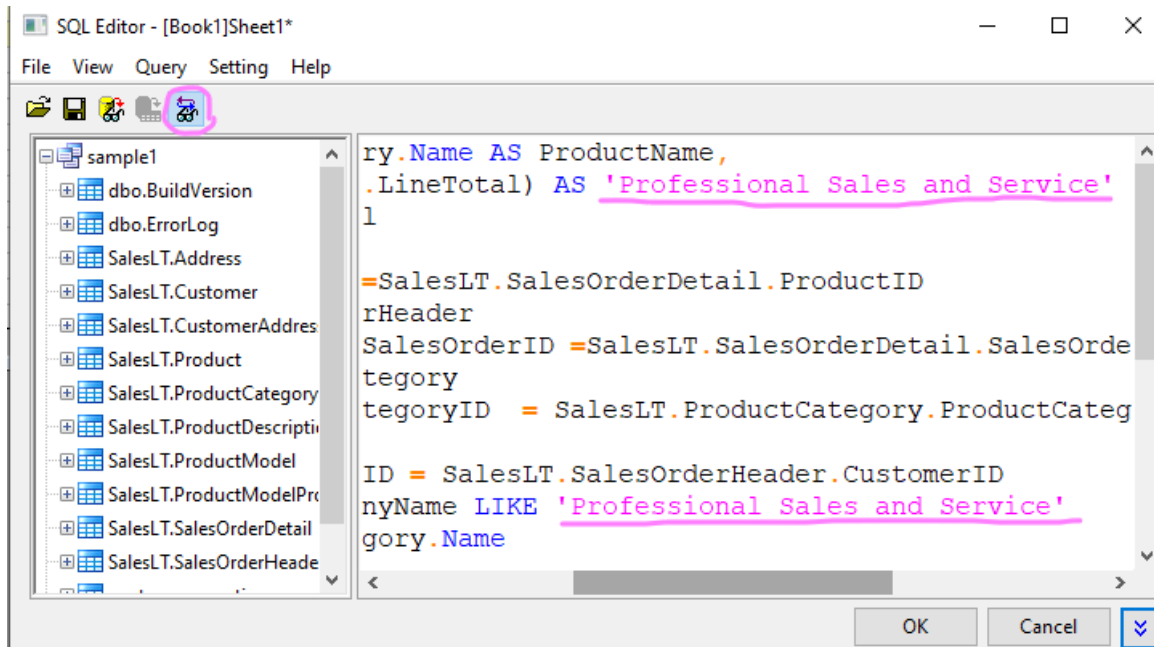 SQL Editor - [Book1]Sheet1*
File View Query Setting Help
sample1
dbo.BuildVersion
dbo.ErrorLog
SalesLT.Address
SalesLT.Customer
SalesLT.CustomerAddres
SalesLT.Product
SalesLT.ProductCategory
SalesLT.ProductDescripti
SalesLT.ProductModel
SalesLT.ProductModelPro
SalesLT.SalesOrderDetail
SalesLT.SalesOrderHeade
ry.Name AS ProductName,
.LineTotal) AS 'Professional Sales and Service'
l
=SalesLT.SalesOrderDetail.ProductID
rHeader
SalesOrderID =SalesLT.SalesOrderDetail.SalesOrde
tegory
tegoryID  = SalesLT.ProductCategory.ProductCateg
ID = SalesLT.SalesOrderHeader.CustomerID
nyName LIKE 'Professional Sales and Service'
gory.Name
OK Cancel